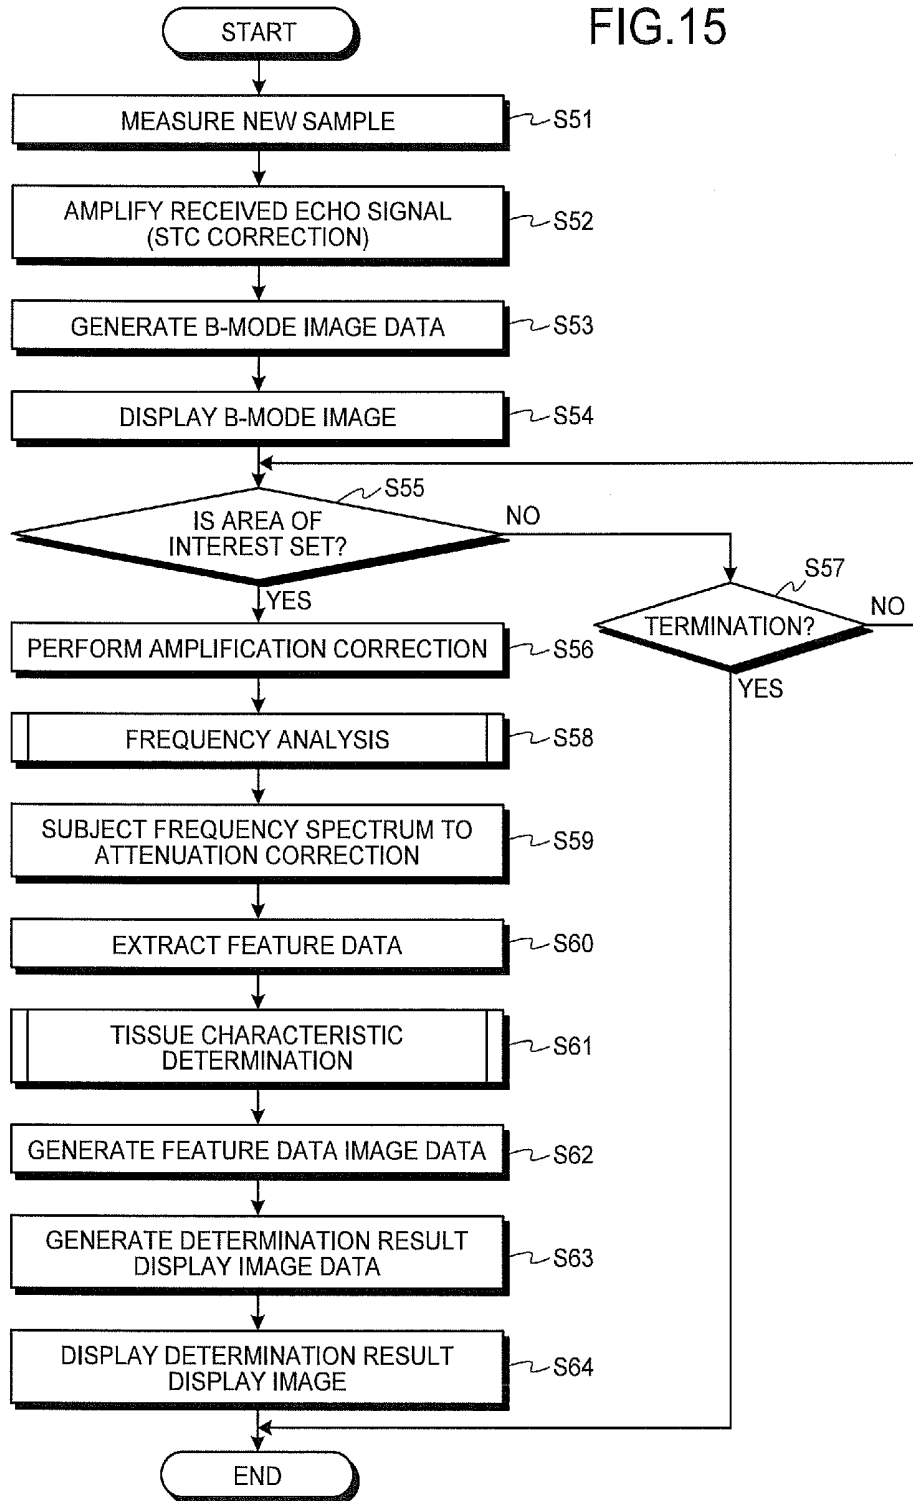 FIG.15
START
MEASURE NEW SAMPLE
S51
AMPLIFY RECEIVED ECHO SIGNAL
(STC CORRECTION)
S52
GENERATE B-MODE IMAGE DATA
S53
DISPLAY B-MODE IMAGE
S54
S55
IS AREA OF
INTEREST SET?
NO
YES
S57
TERMINATION?
NO
YES
PERFORM AMPLIFICATION CORRECTION
S56
FREQUENCY ANALYSIS
S58
SUBJECT FREQUENCY SPECTRUM TO
ATTENUATION CORRECTION
S59
EXTRACT FEATURE DATA
S60
TISSUE CHARACTERISTIC
DETERMINATION
S61
GENERATE FEATURE DATA IMAGE DATA
S62
GENERATE DETERMINATION RESULT
DISPLAY IMAGE DATA
S63
DISPLAY DETERMINATION RESULT
DISPLAY IMAGE
S64
END